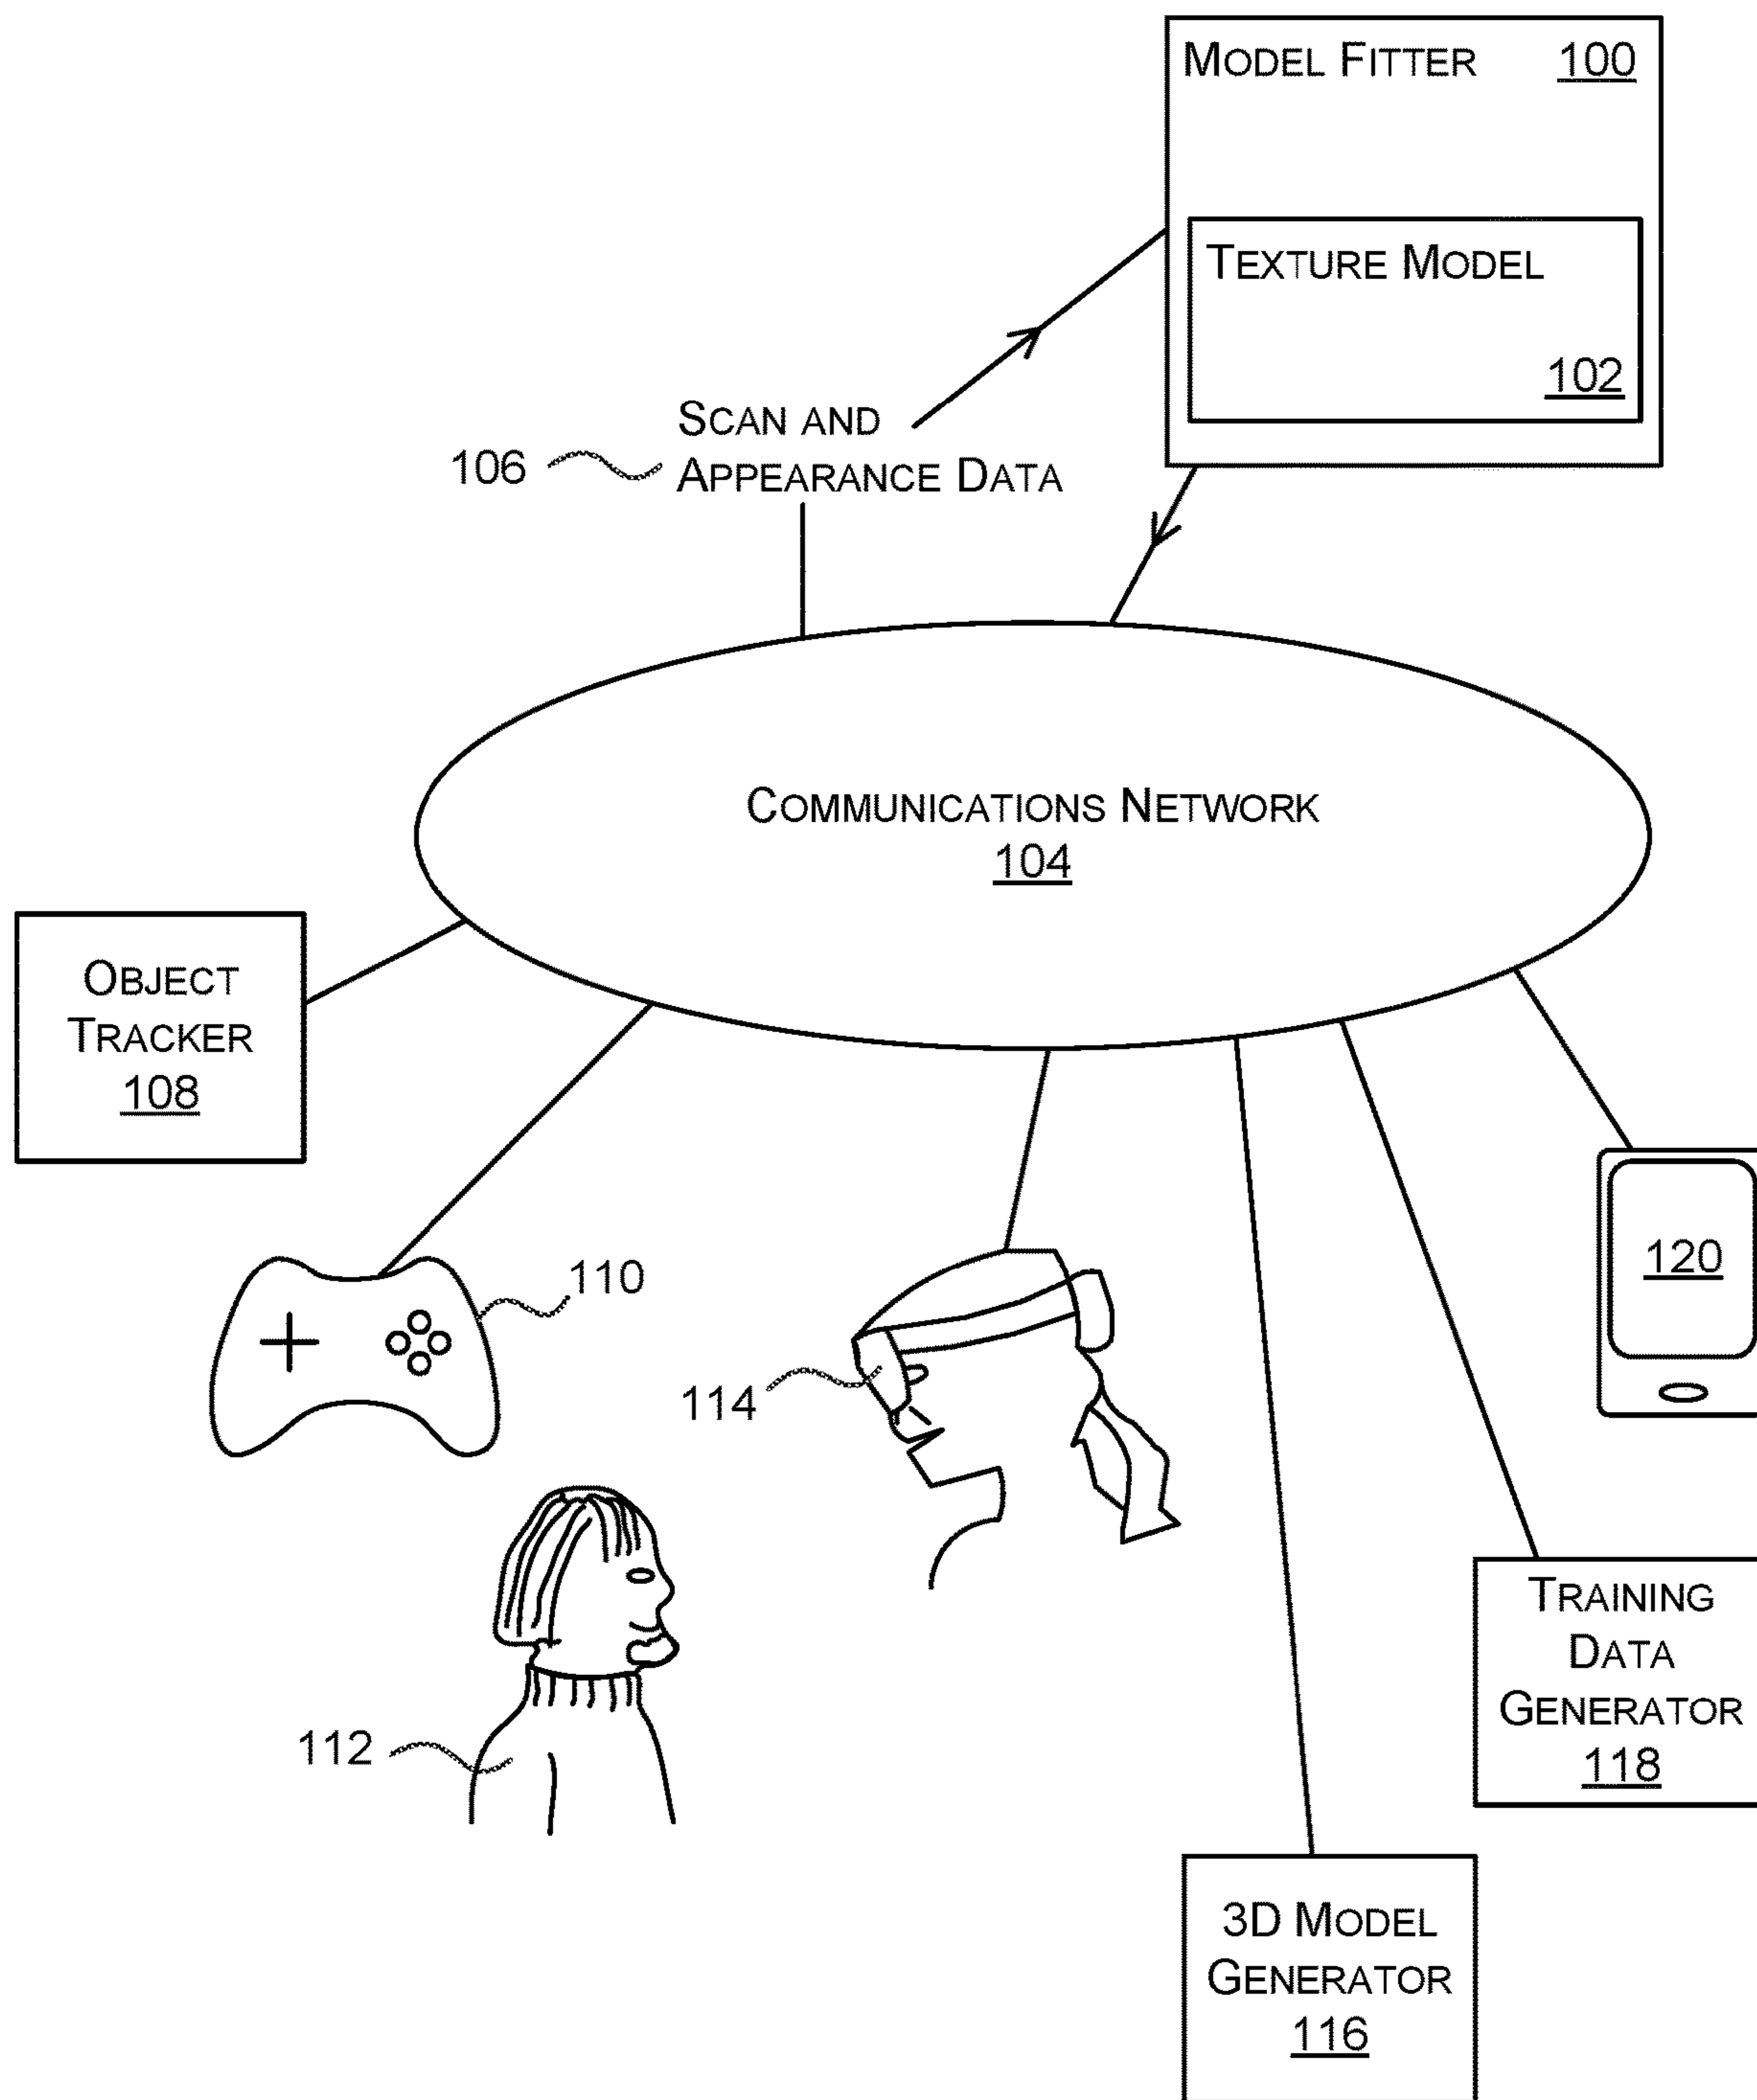 MODEL FITTER 100
TEXTURE MODEL
102
SCAN AND
106 APPEARANCE DATA
COMMUNICATIONS NETWORK
104
OBJECT
TRACKER
108
110
120
114
TRAINING
DATA
GENERATOR
118
112
3D MODEL
GENERATOR
116